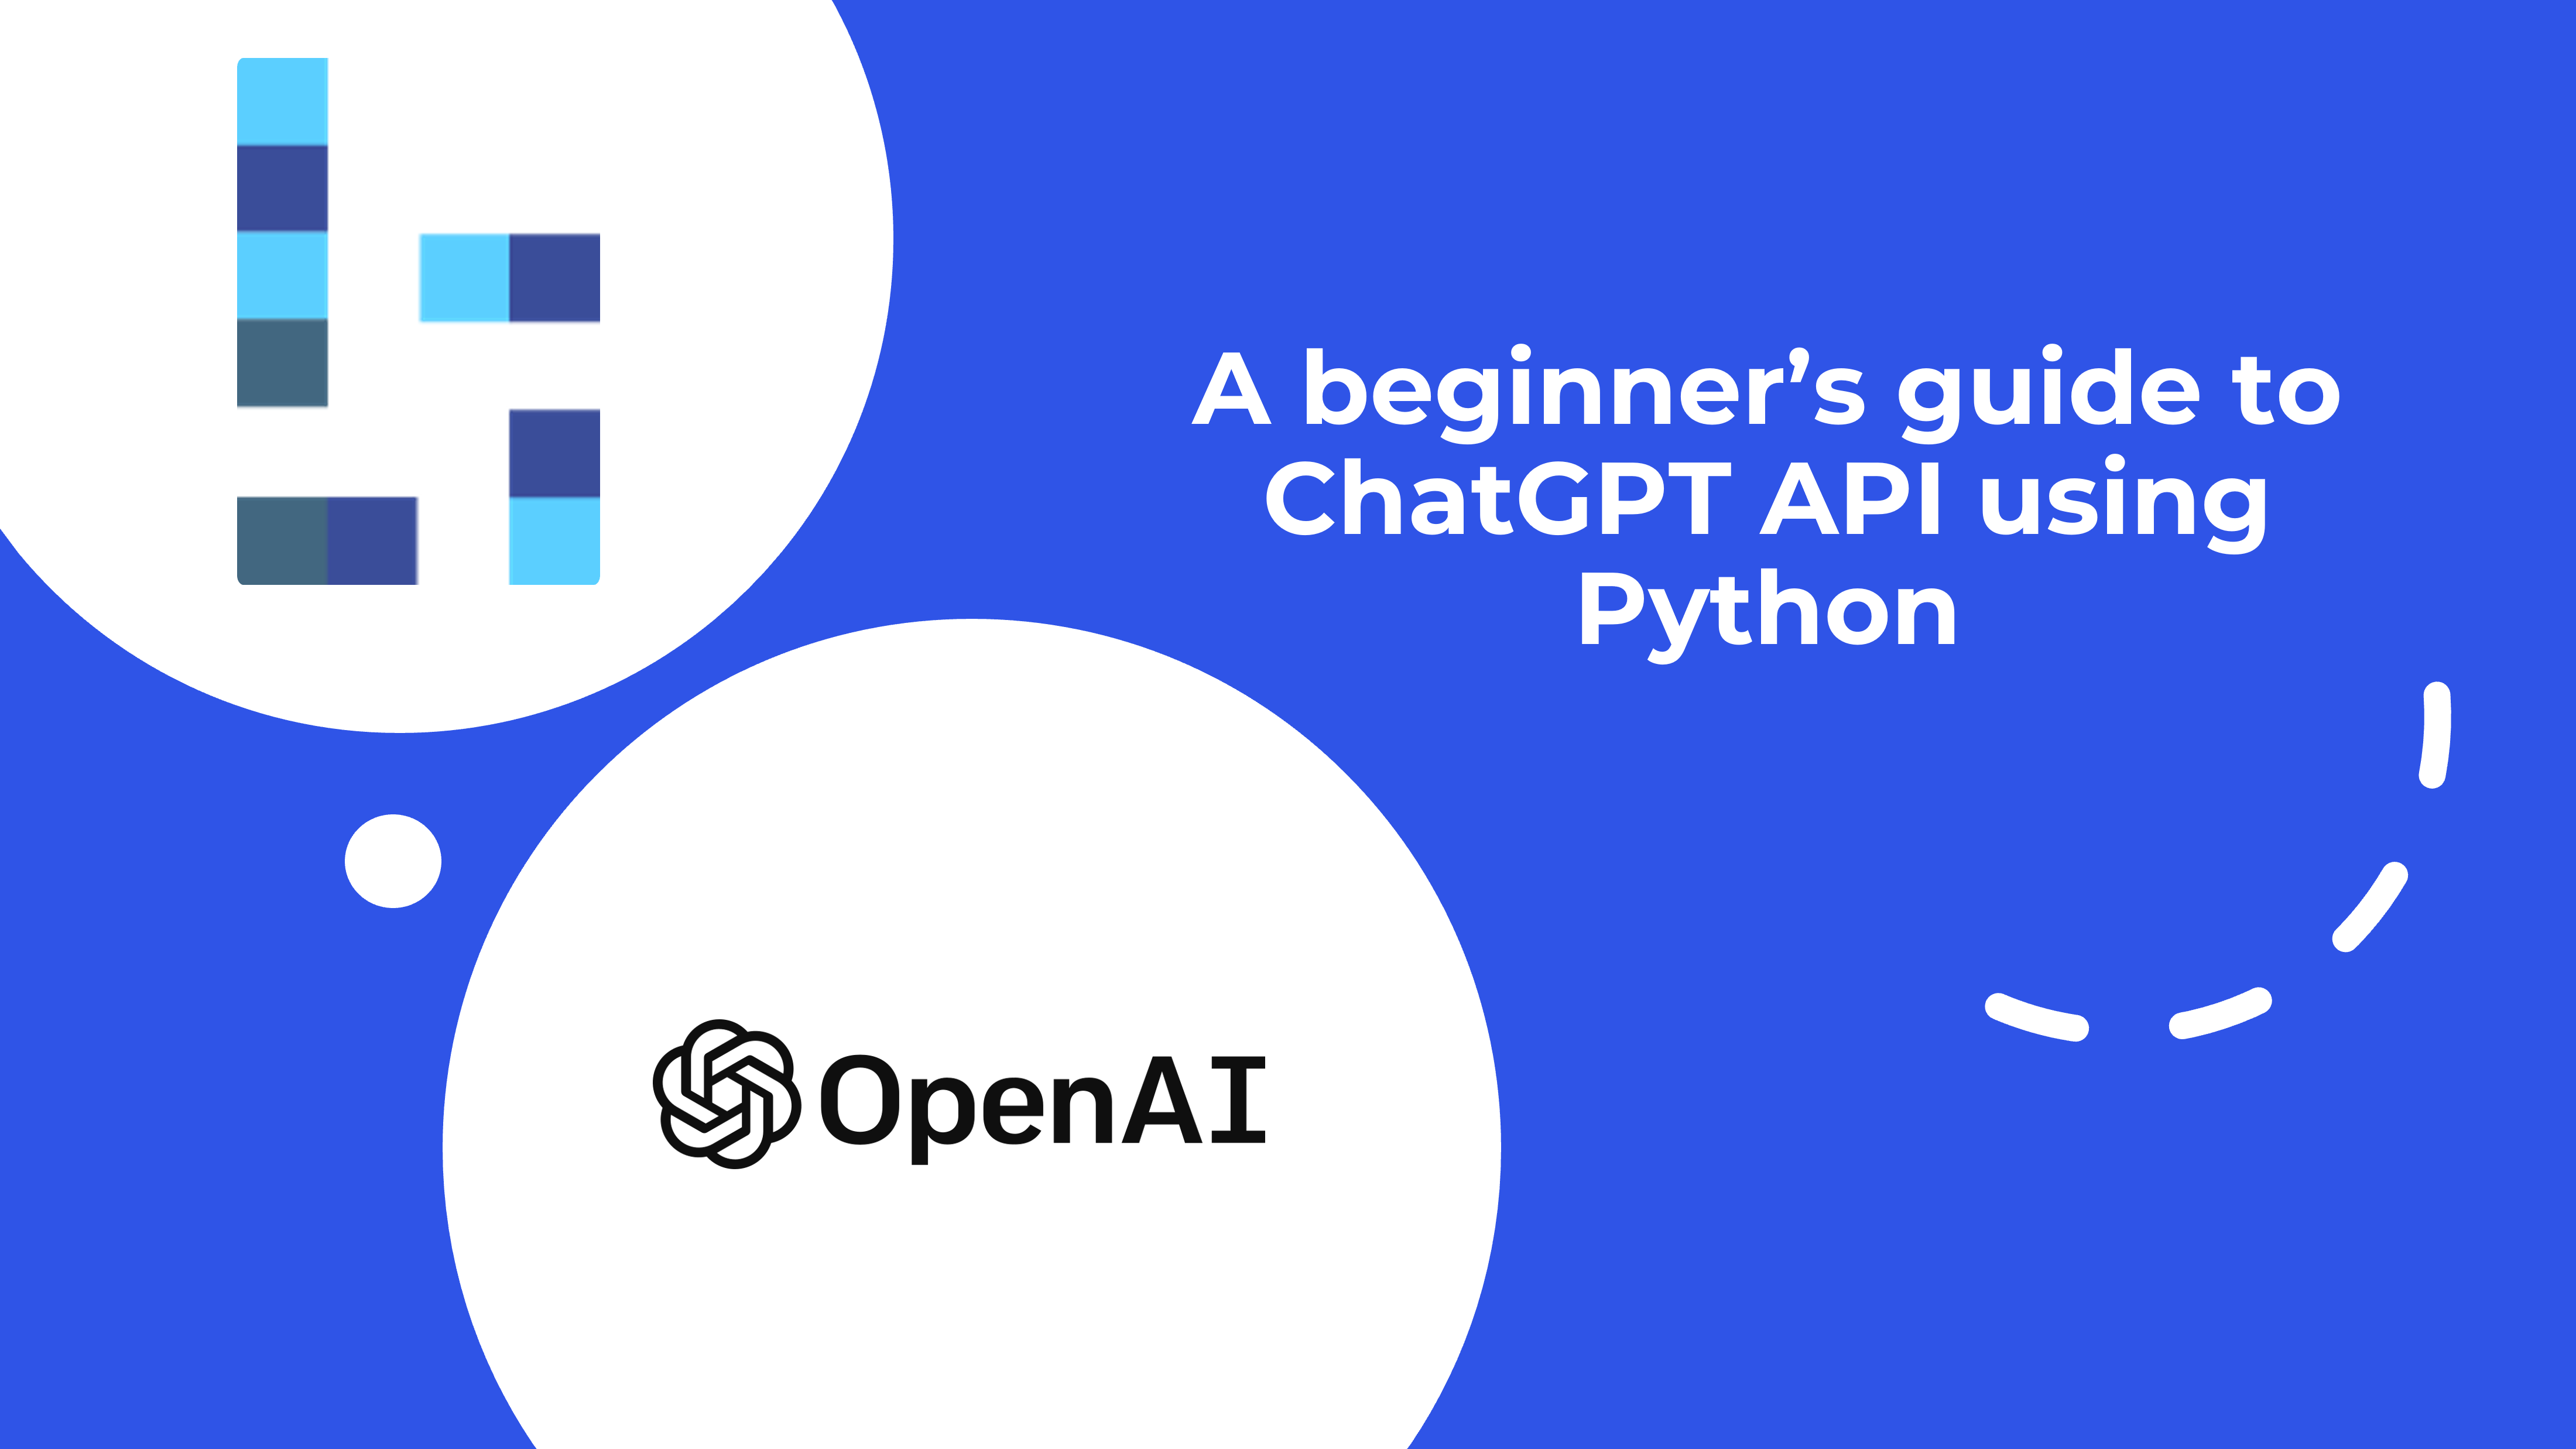 A beginner’s guide to
ChatGPT API using
Python
OpenAI